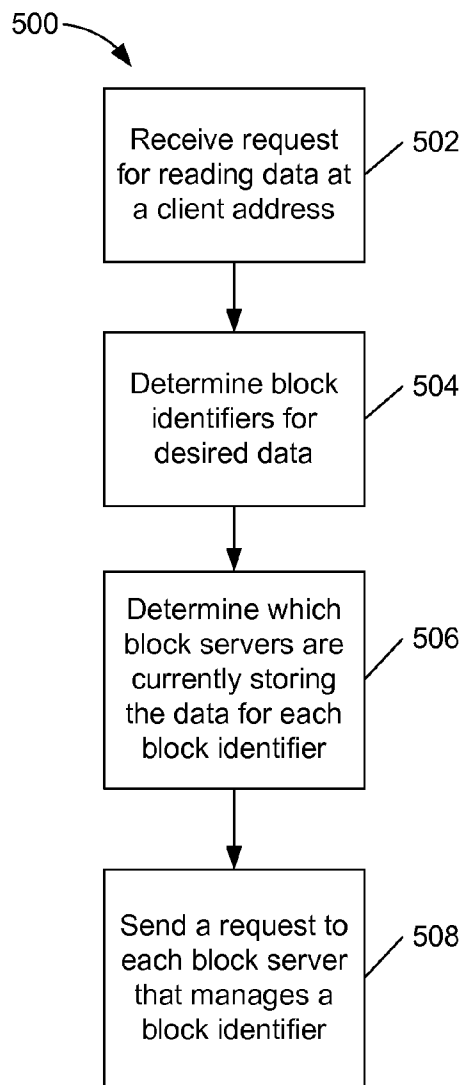 500
Receive request
for reading data at
a client address
502
Determine block
identifiers for
desired data
504
Determine which
block servers are
currently storing
the data for each
block identifier
506
Send a request to
each block server
that manages a
block identifier
508